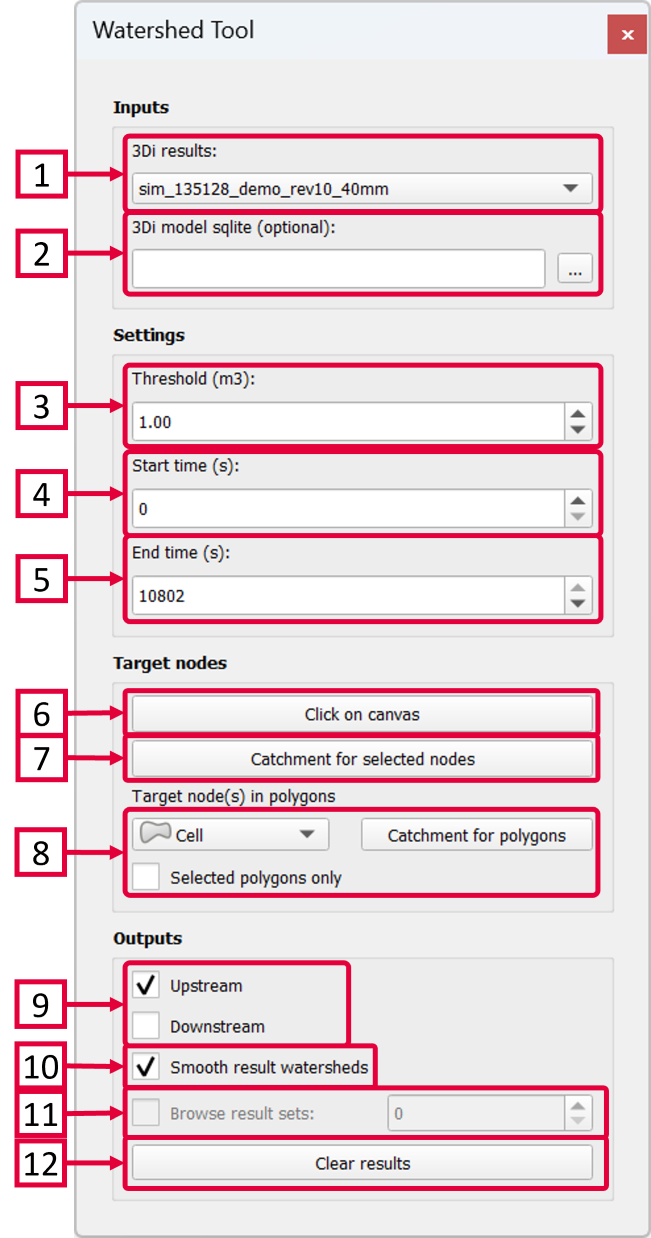 Watershed Tool
x
Inputs
1
3Di results:
sim_135128_demo_rev10_40mm
2
3Di model sqlite (optional):
...
Settings
3
Threshold (m3):
1.00
4
Start time (s):
0
5
End time (s):
10802
Target nodes
6
Click on canvas
7
Catchment for selected nodes
Target node(s) in polygons
8
Cell
Catchment for polygons
Selected polygons only
Outputs
9
Upstream
Downstream
10
Smooth result watersheds
11
Browse result sets:
0
12
Clear results